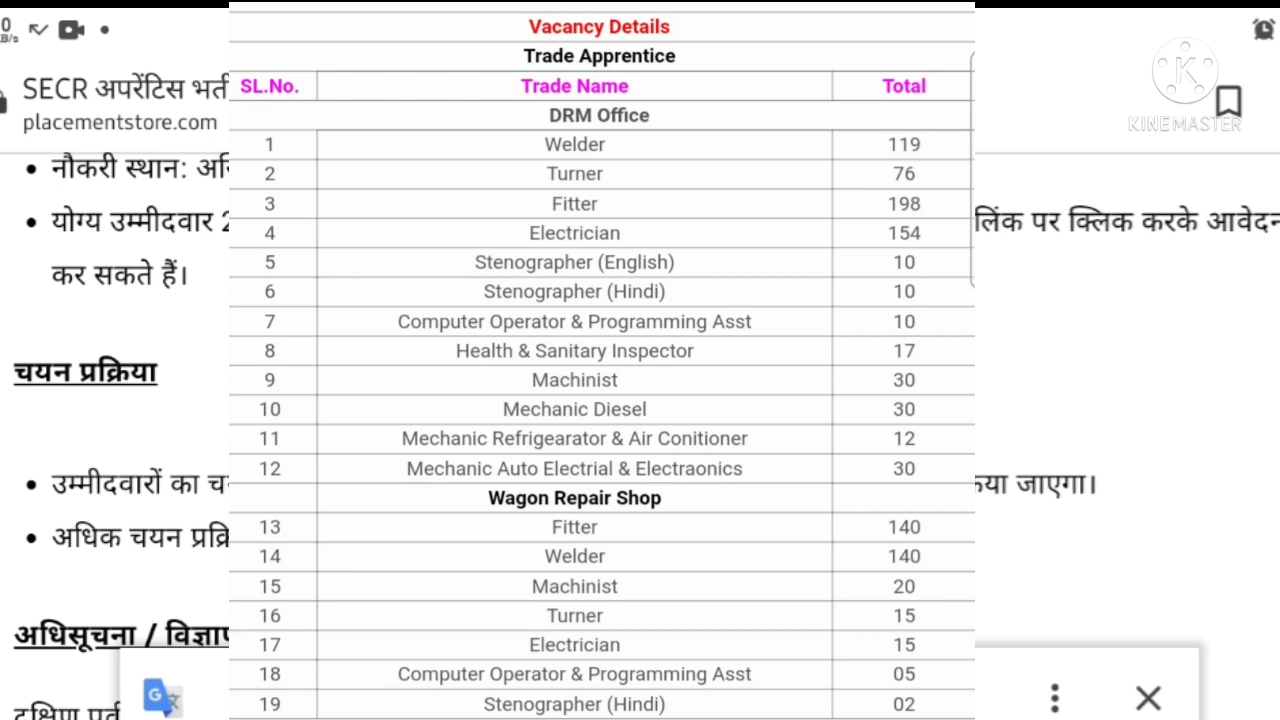 0
KB/s
SECR अपरेंटिस भर्त
placementstore.com
KINEMASTER
नौकरी स्थान:
योग्य उम्मीदवार
लिंक पर क्लिक करके आवेदन
कर सकते हैं।
चयन प्रक्रिया
उम्मीदवारों का
जाएगा।
अधिक चयन
अधिसूचना /
Vacancy Details
Trade Apprentice
SL.No. Trade Name Total
DRM Office
1 Welder 119
2 Turner 76
3 Fitter 198
4 Electrician 154
5 Stenographer (English) 10
6 Stenographer (Hindi) 10
7 Computer Operator & Programming Asst 10
8 Health & Sanitary Inspector 17
9 Machinist 30
10 Mechanic Diesel 30
11 Mechanic Refrigearator & Air Conitioner 12
12 Mechanic Auto Electrial & Electraonics 30
Wagon Repair Shop
13 Fitter 140
14 Welder 140
15 Machinist 20
16 Turner 15
17 Electrician 15
18 Computer Operator & Programming Asst 05
19 Stenographer (Hindi) 02